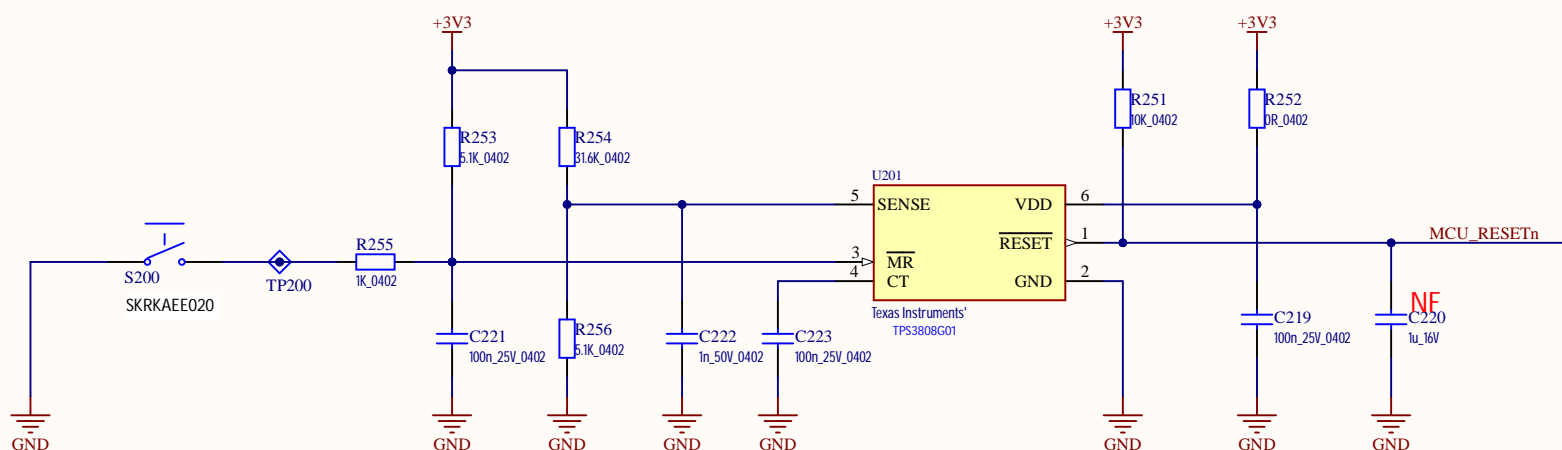 +3V3
+3V3
+3V3
R253
5.1K_0402
R254
31.6K_0402
R251
10K_0402
R252
0R_0402
U201
5
SENSE
VDD
6
RESET
1
MCU_RESETn
3
MR
4
CT
GND
2
Texas Instruments'
TPS3808G01
S200
SKRKAEE020
TP200
R255
1K_0402
C221
100n_25V_0402
R256
5.1K_0402
C222
1n_50V_0402
C223
100n_25V_0402
C219
100n_25V_0402
NF
C220
1u_16V
GND
GND
GND
GND
GND
GND
GND
GND